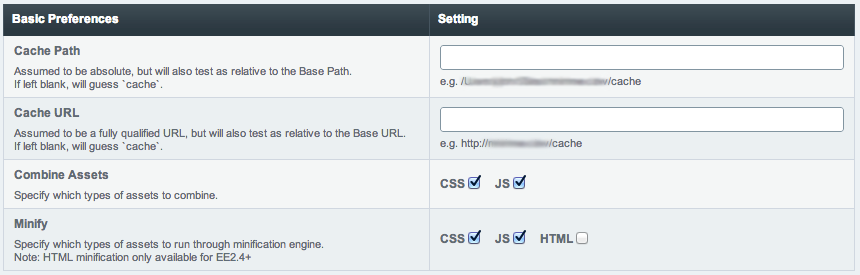 Basic Preferences Setting
Cache Path
Assumed to be absolute, but will also test as relative to the Base Path.
If left blank, will guess `cache`.
e.g. / /cache
Cache URL
Assumed to be a fully qualified URL, but will also test as relative to the Base URL.
If left blank, will guess `cache`.
e.g. http:// /cache
Combine Assets
Specify which types of assets to combine.
CSS JS
Minify
Specify which types of assets to run through minification engine.
Note: HTML minification only available for EE2.4+
CSS JS HTML